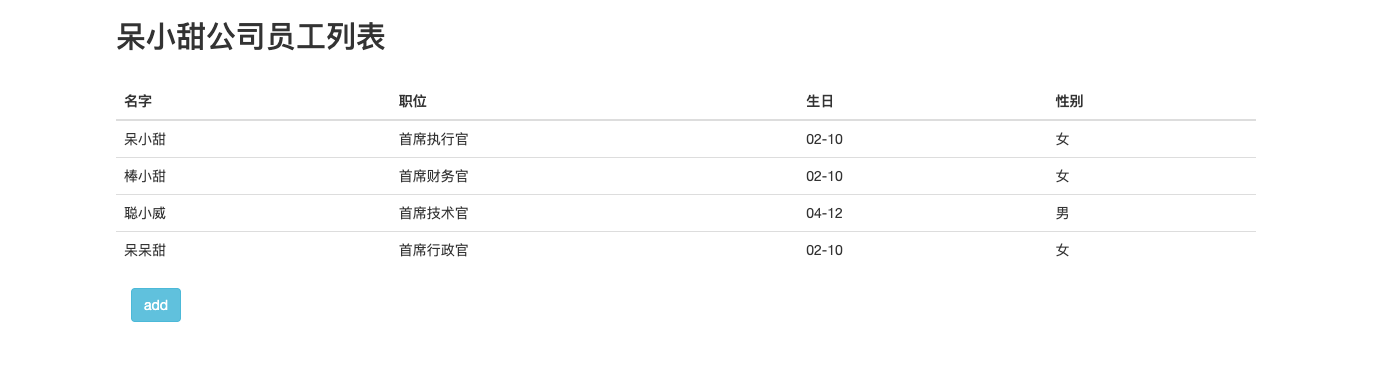 呆小甜公司员工列表
名字 职位 生日 性别
呆小甜 首席执行官 02-10 女
棒小甜 首席财务官 02-10 女
聪小威 首席技术官 04-12 男
呆呆甜 首席行政官 02-10 女
add